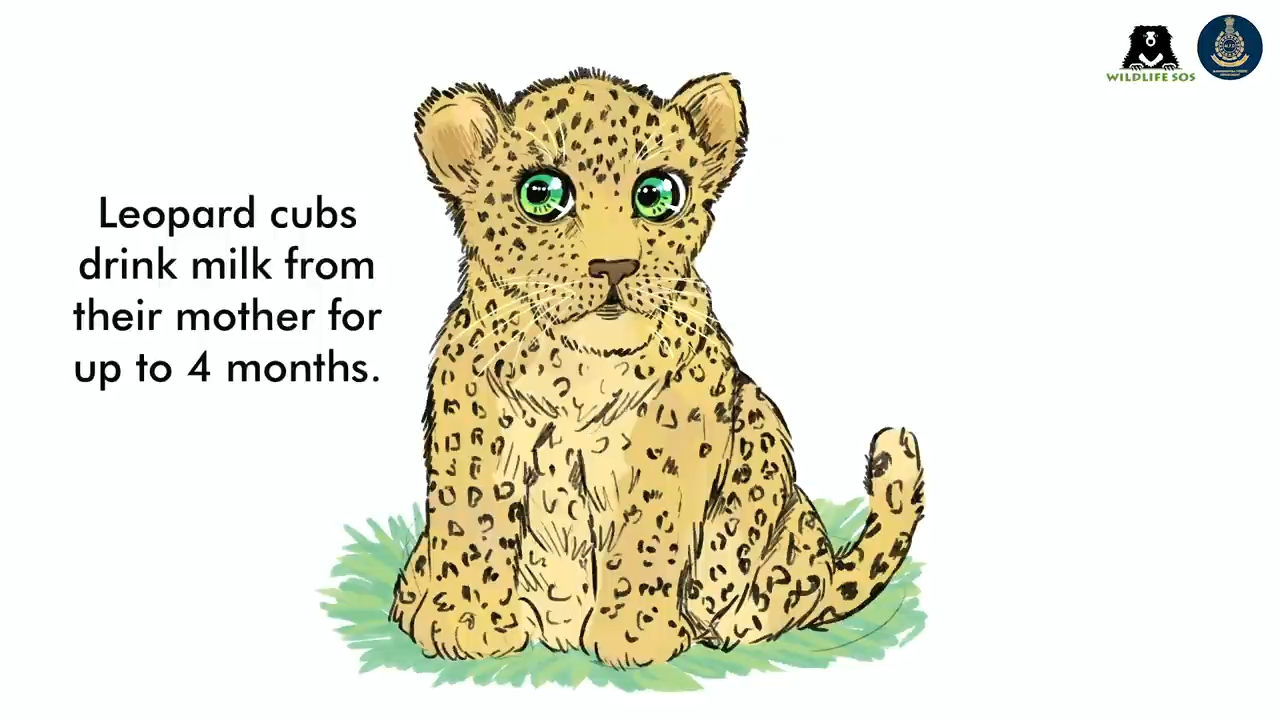 Leopard cubs
drink milk from
their mother for
up to 4 months.
WILDLIFE SOS